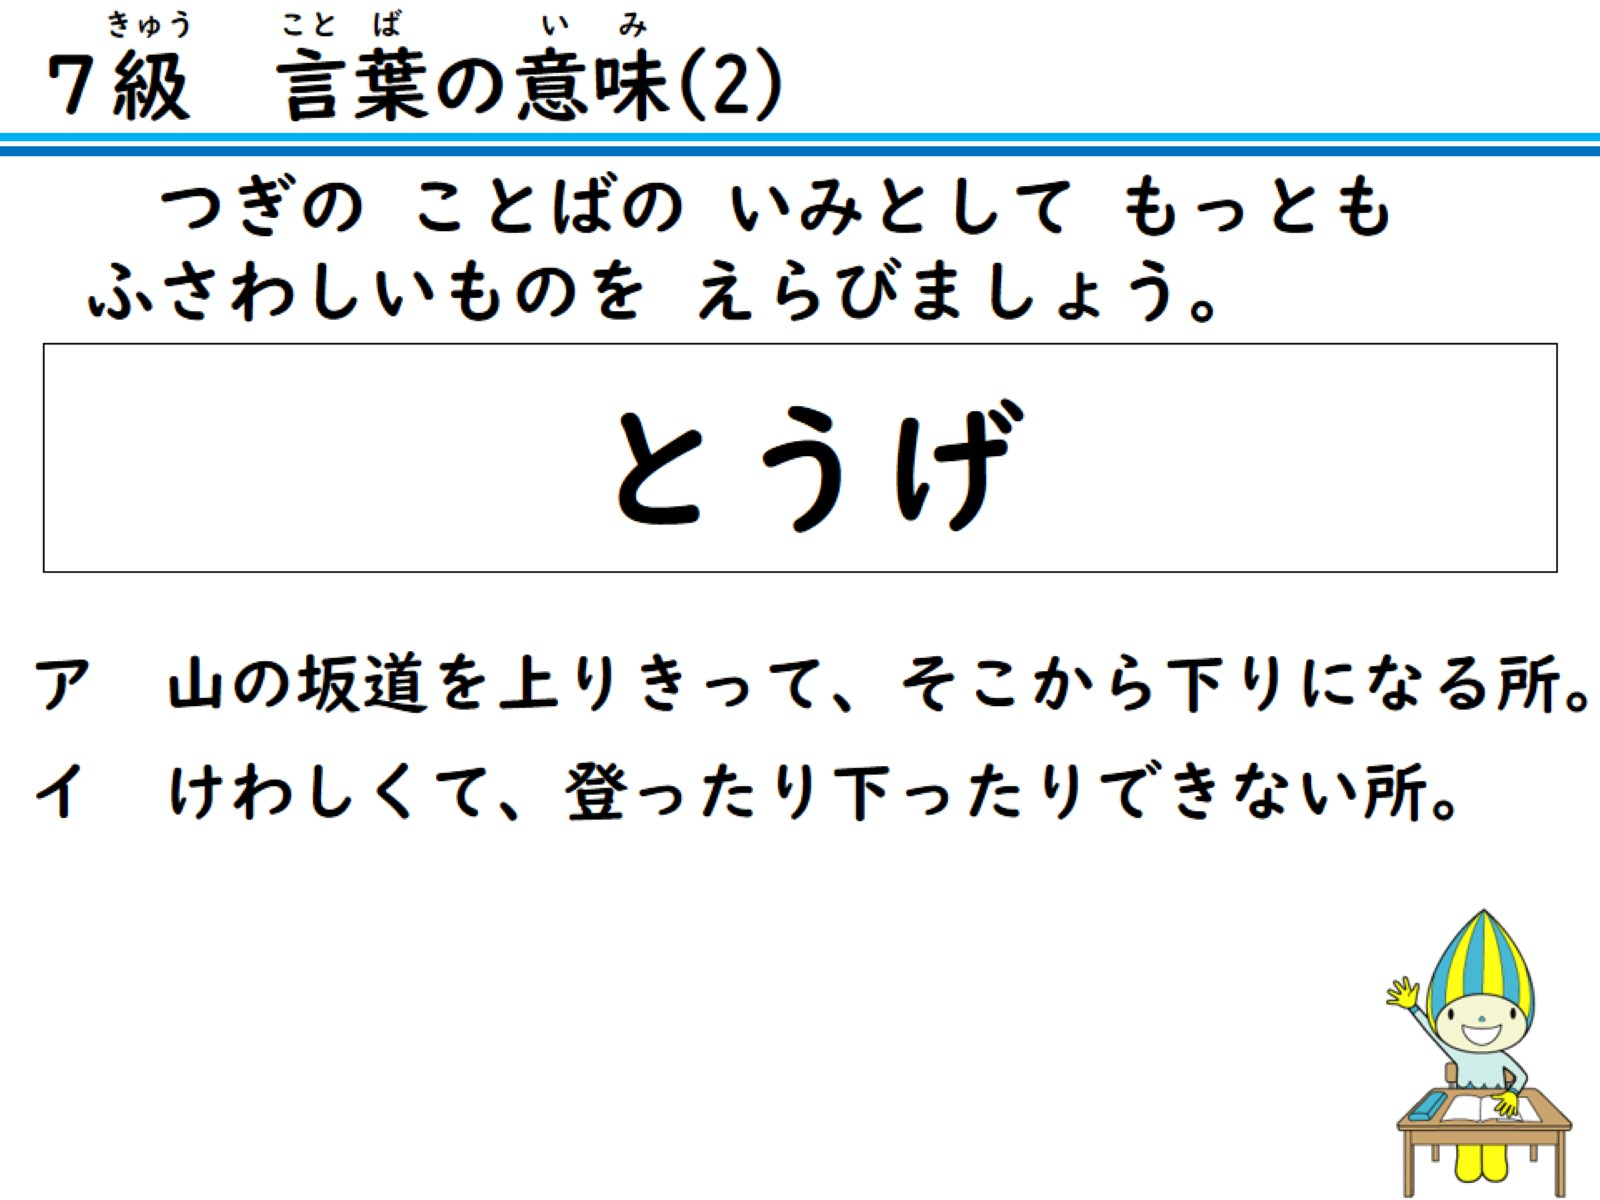 きゅう ことば いみ
７級 言葉の意味(2)
つぎの ことばの いみとして もっとも
ふさわしいものを えらびましょう。
とうげ
ア 山の坂道を上りきって、そこから下りになる所。
イ けわしくて、登ったり下ったりできない所。